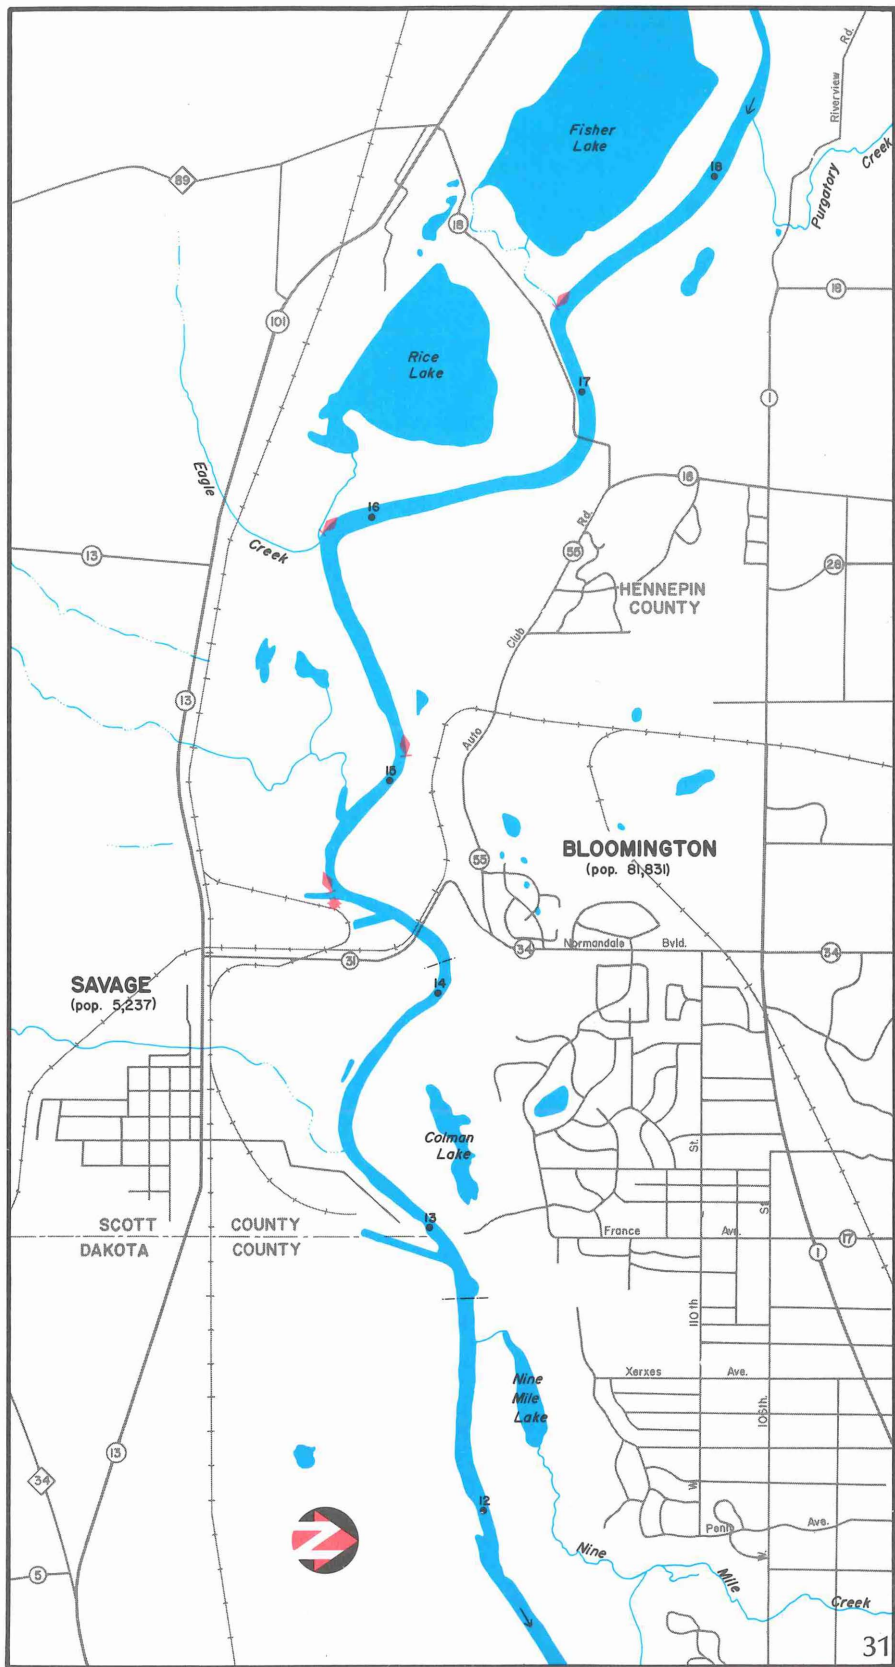 Fisher
Lake
Riverview
Rd.
Purgatory
Creek
18
89
18
18
101
Rice
Lake
17
1
Eagle
Creek
16
18
Rd.
55
13
28
HENNEPIN
COUNTY
Club
13
Auto
15
BLOOMINGTON
(pop. 81,831)
55
Normandale
Bvld.
34
34
31
SAVAGE
(pop. 5,237)
14
Colman
Lake
St.
St.
SCOTT
COUNTY
DAKOTA
COUNTY
13
France
Ave.
17
1
110th
Nine
Mile
Lake
Xerxes
Ave.
106th.
13
34
12
W.
Penn
Ave.
W.
N
5
Nine
Mile
Creek
31